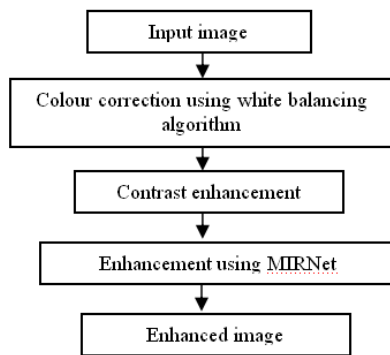 Input image
Colour correction using white balancing
algorithm
Contrast enhancement
Enhancement using MIRNet
Enhanced image